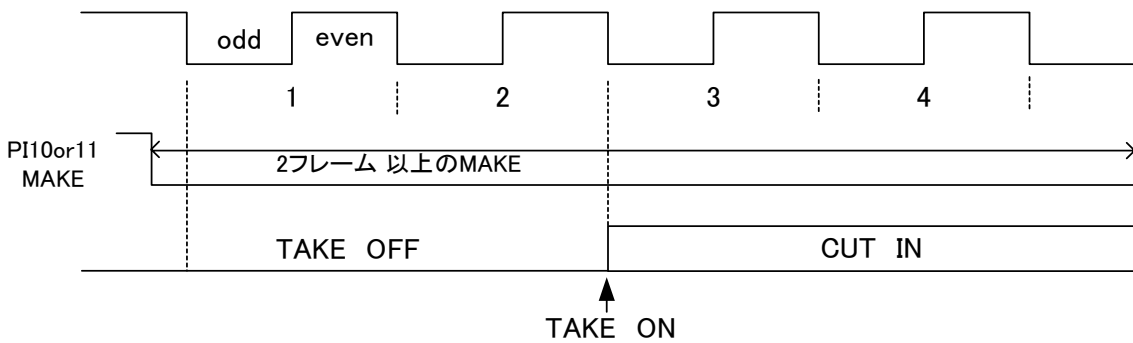 odd even
1 2 3 4
PI10or11
MAKE
2フレーム 以上のMAKE
TAKE OFF CUT IN
TAKE ON